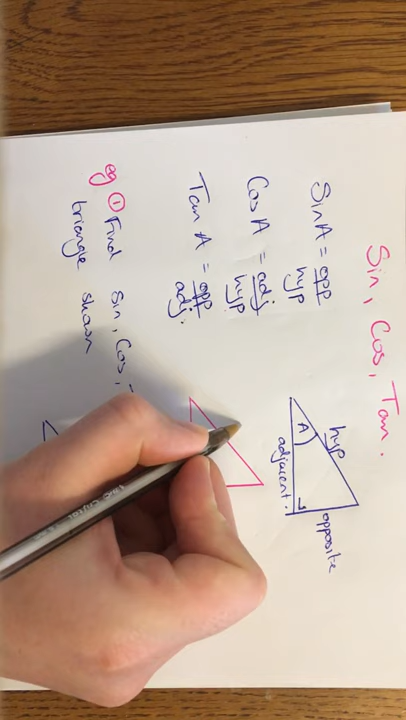 Sin, Cos, Tan.
Sin A = opp
hyp
Cos A = adj
hyp
Tan A = opp
adj.
hyp
A
adjacent.
opposite
eg ① Find Sin, Cos,
triangle shown